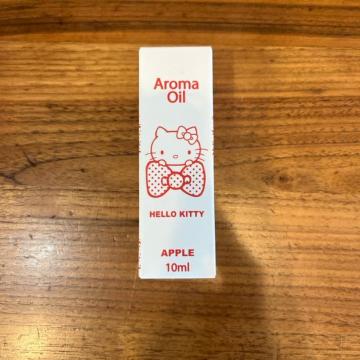 Aroma
Oil
HELLO KITTY
APPLE
10ml